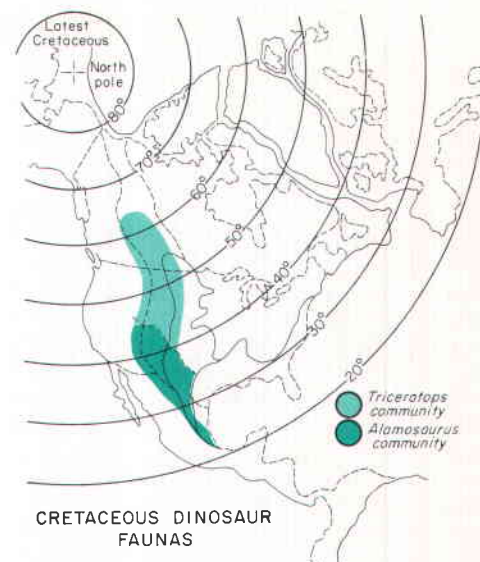 Latest
Cretaceous
North
pole
80°
70°
60°
50°
40°
30°
20°
Triceratops
community
Alamosaurus
community
CRETACEOUS DINOSAUR
FAUNAS